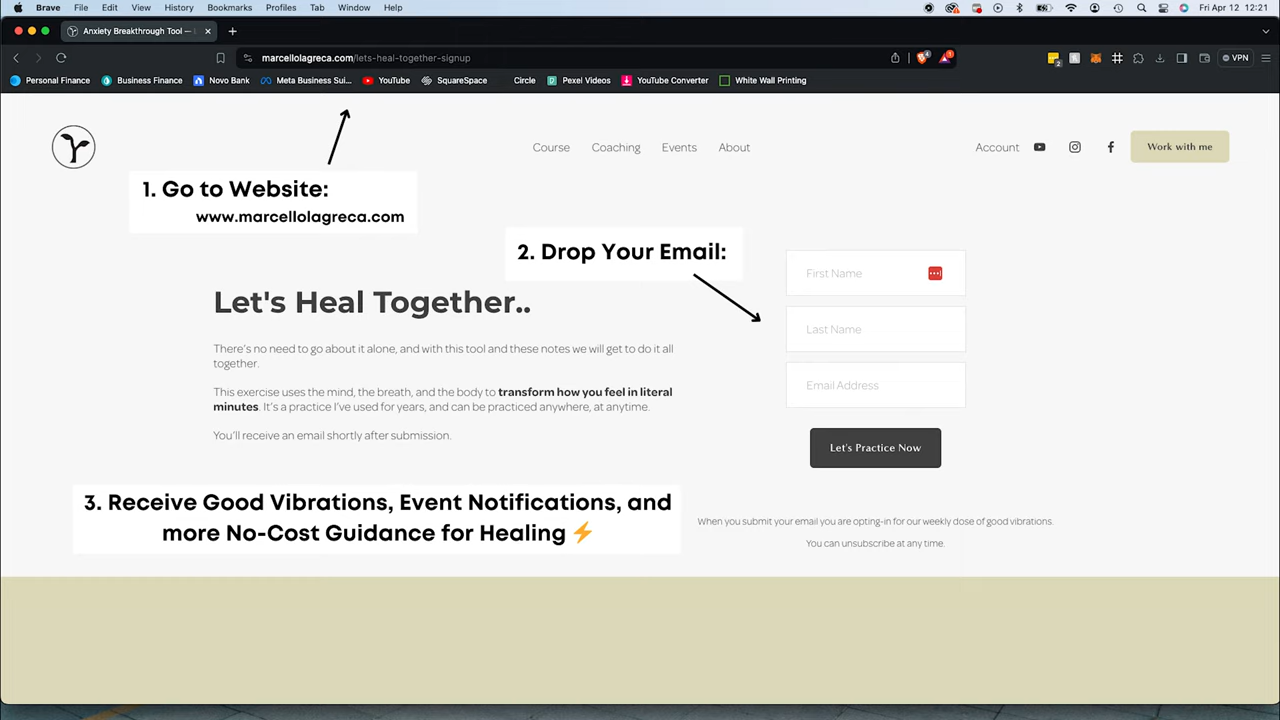 Brave File Edit View History Bookmarks Profiles Tab Window Help Fri Apr 12 12:21
Anxiety Breakthrough Tool — L
marcellolagreca.com/lets-heal-together-signup 4 1 2 VPN
Personal Finance Business Finance Novo Bank Meta Business Sui... YouTube SquareSpace Circle Pexel Videos YouTube Converter White Wall Printing
Course Coaching Events About Account Work with me
1. Go to Website:
www.marcellolagreca.com
2. Drop Your Email:
First Name
Let's Heal Together..
Last Name
There's no need to go about it alone, and with this tool and these notes we will get to do it all
together.
Email Address
This exercise uses the mind, the breath, and the body to transform how you feel in literal
minutes. It's a practice I've used for years, and can be practiced anywhere, at anytime.
You'll receive an email shortly after submission.
Let's Practice Now
3. Receive Good Vibrations, Event Notifications, and
more No-Cost Guidance for Healing ⚡
When you submit your email you are opting-in for our weekly dose of good vibrations.
You can unsubscribe at any time.